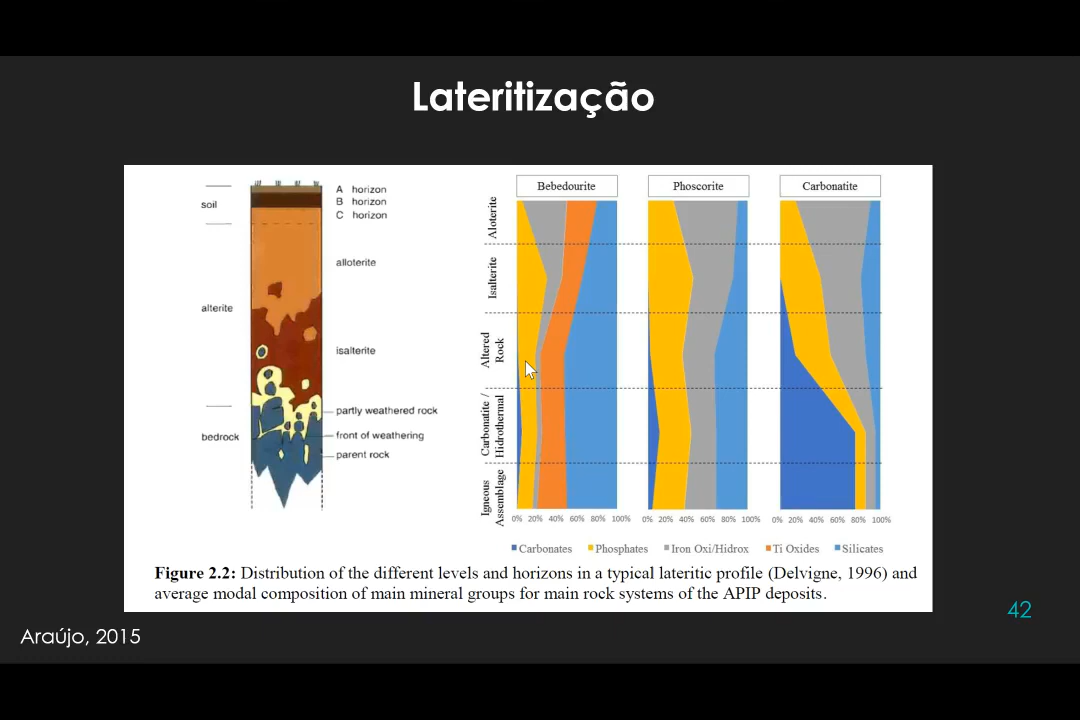 Lateritização
soil
alterite
bedrock
A horizon
B horizon
C horizon
alloterite
isalterite
partly weathered rock
front of weathering
parent rock
Bebedourite
Phoscorite
Carbonatite
Aloterite
Isalterite
Altered
Rock
Carbonatite /
Hidrothermal
Igneous
Assemblage
0% 20% 40% 60% 80% 100%
0% 20% 40% 60% 80% 100%
0% 20% 40% 60% 80% 100%
Carbonates Phosphates Iron Oxi/Hidrox Ti Oxides Silicates
Figure 2.2: Distribution of the different levels and horizons in a typical lateritic profile (Delvigne, 1996) and
average modal composition of main mineral groups for main rock systems of the APIP deposits.
42
Araújo, 2015